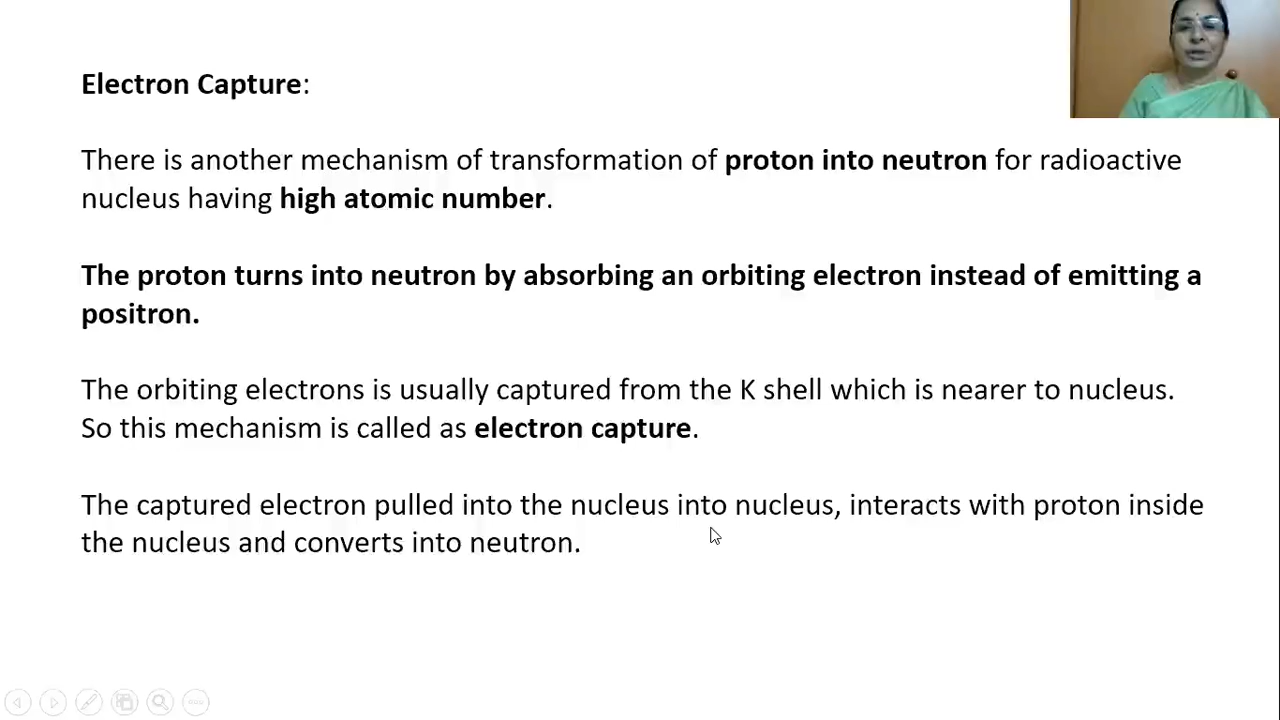 Electron Capture:
There is another mechanism of transformation of proton into neutron for radioactive
nucleus having high atomic number.
The proton turns into neutron by absorbing an orbiting electron instead of emitting a
positron.
The orbiting electrons is usually captured from the K shell which is nearer to nucleus.
So this mechanism is called as electron capture.
The captured electron pulled into the nucleus into nucleus, interacts with proton inside
the nucleus and converts into neutron.